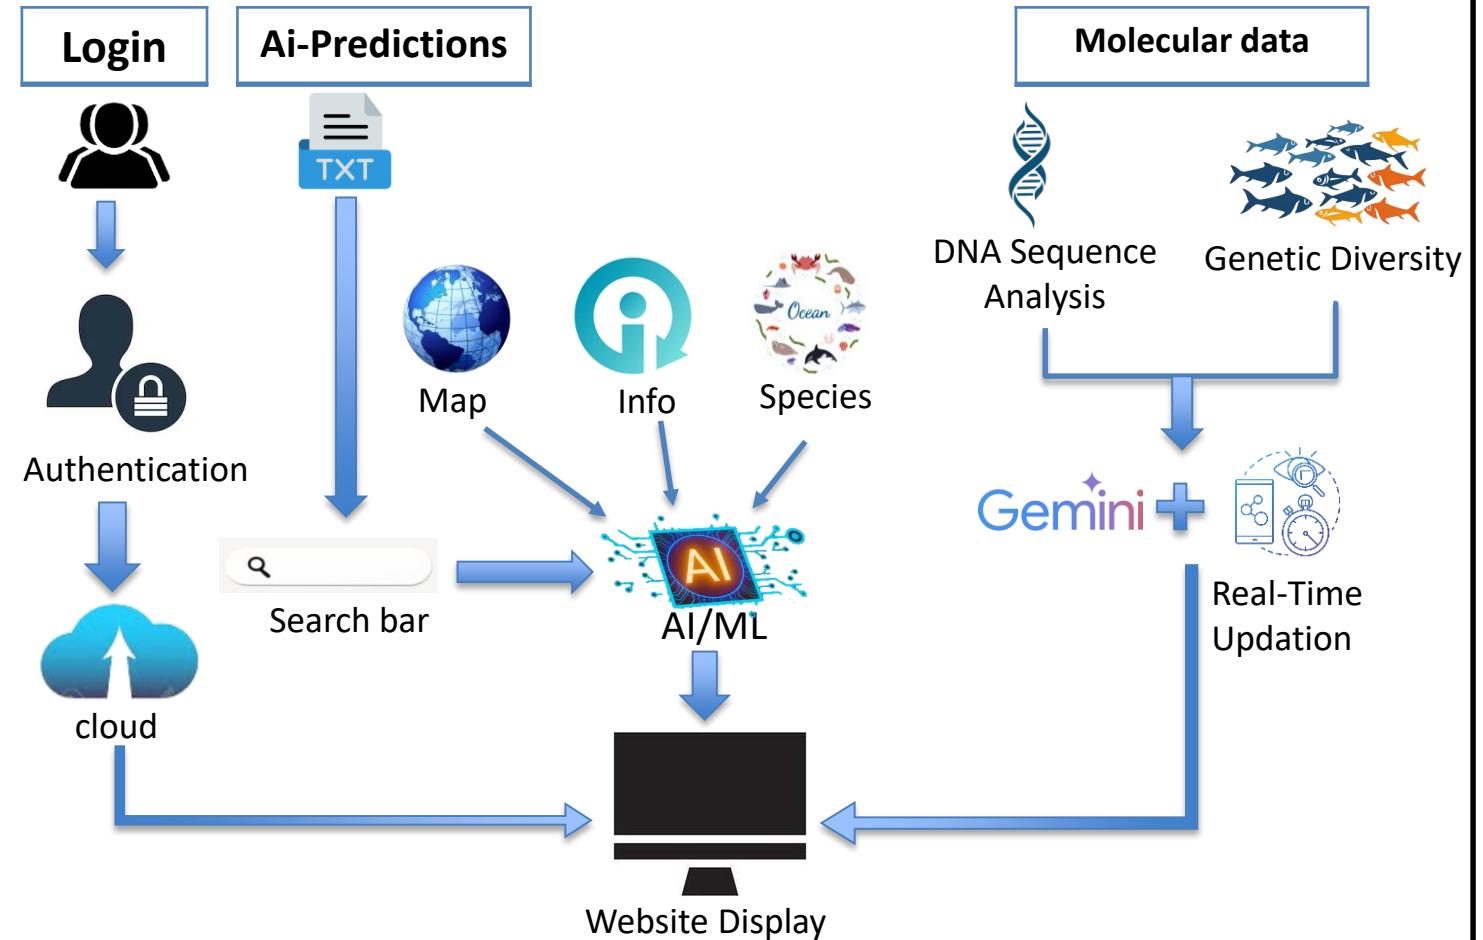 Login
Ai-Predictions
Molecular data
TXT
DNA Sequence
Analysis
Genetic Diversity
Ocean
Map
Info
Species
Authentication
Gemini
AI
Search bar
AI/ML
Real-Time
Updation
cloud
Website Display